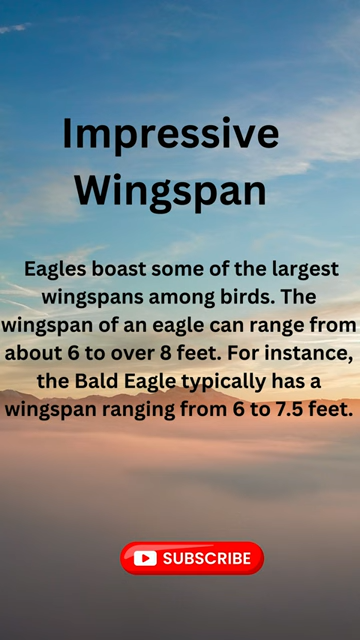 Impressive
Wingspan
Eagles boast some of the largest
wingspans among birds. The
wingspan of an eagle can range from
about 6 to over 8 feet. For instance,
the Bald Eagle typically has a
wingspan ranging from 6 to 7.5 feet.
SUBSCRIBE